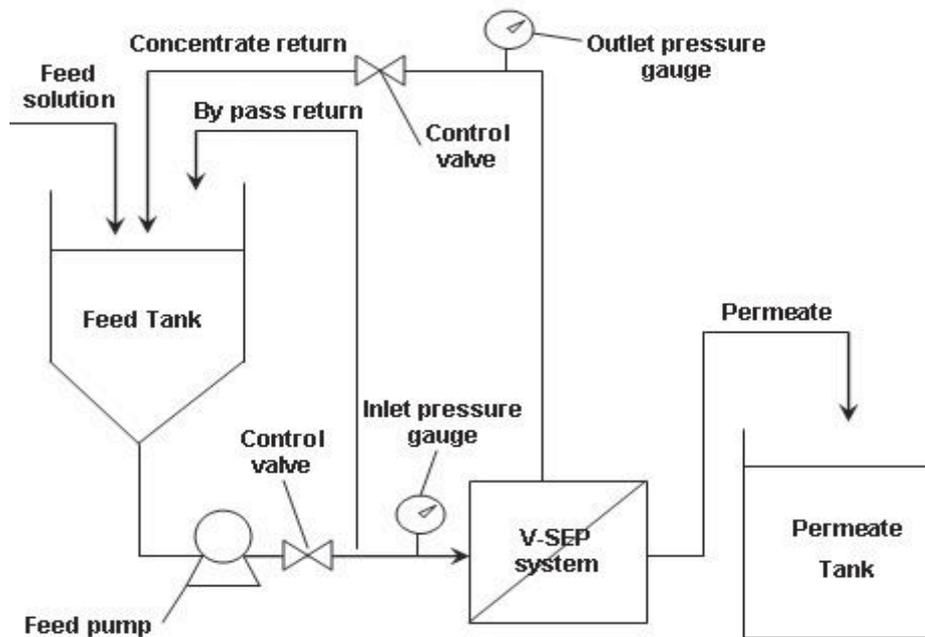 Concentrate return
Outlet pressure
gauge
Feed
solution
By pass return
Control
valve
Feed Tank
Permeate
Inlet pressure
gauge
Control
valve
V-SEP
system
Permeate
Tank
Feed pump